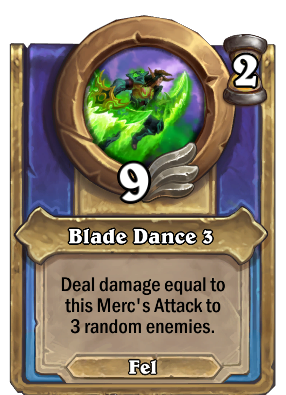 2
9
Blade Dance 3
Deal damage equal to
this Merc's Attack to
3 random enemies.
Fel